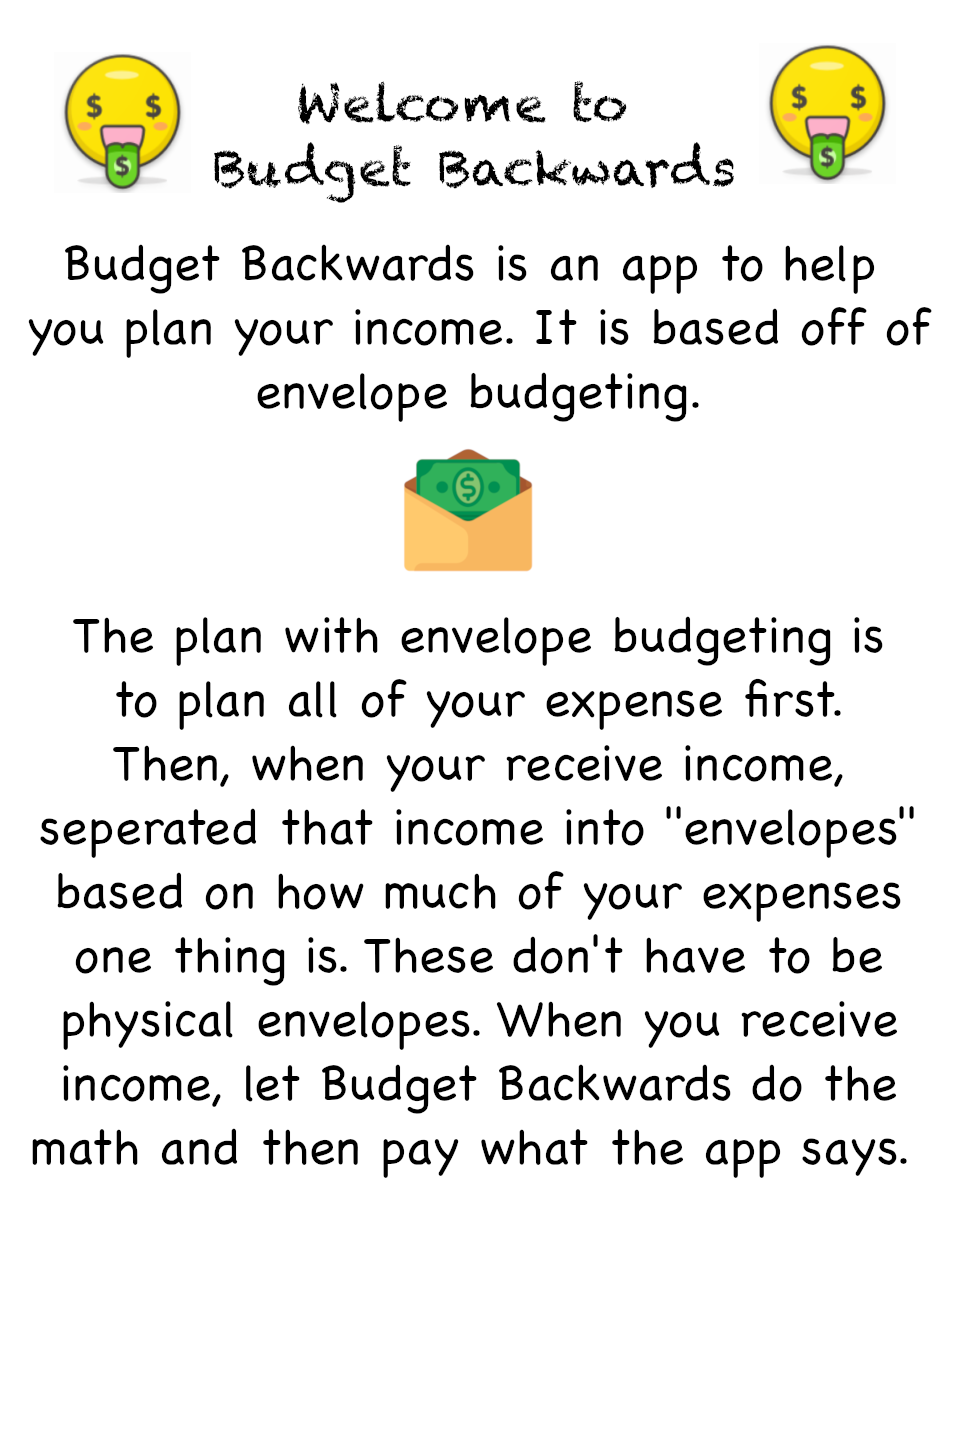 Welcome to
Budget Backwards
$ $
$
$ $
$
Budget Backwards is an app to help
you plan your income. It is based off of
envelope budgeting.
$
The plan with envelope budgeting is
to plan all of your expense first.
Then, when your receive income,
seperated that income into "envelopes"
based on how much of your expenses
one thing is. These don't have to be
physical envelopes. When you receive
income, let Budget Backwards do the
math and then pay what the app says.